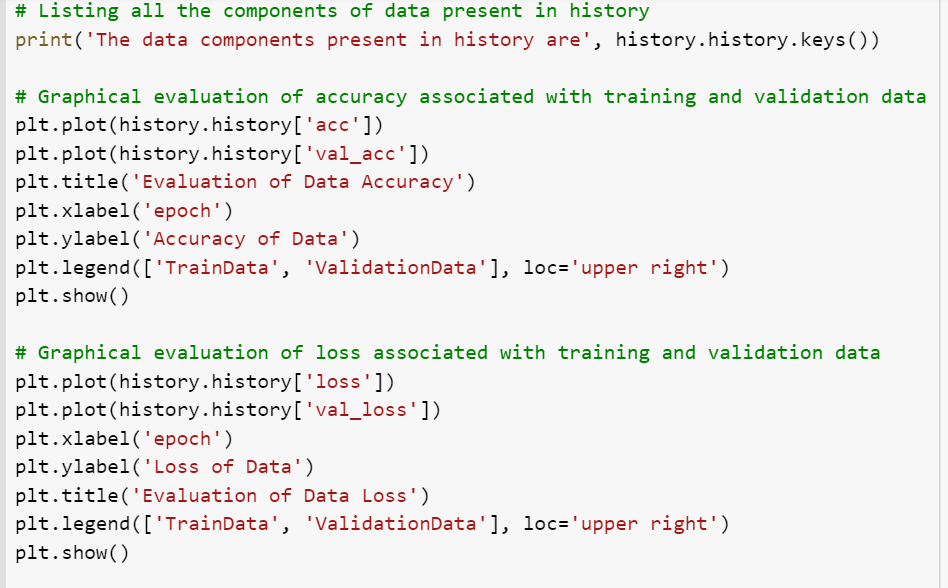 # Listing all the components of data present in history
print('The data components present in history are', history.history.keys())
# Graphical evaluation of accuracy associated with training and validation data
plt.plot(history.history['acc'])
plt.plot(history.history['val_acc'])
plt.title('Evaluation of Data Accuracy')
plt.xlabel('epoch')
plt.ylabel('Accuracy of Data')
plt.legend(['TrainData', 'ValidationData'], loc='upper right')
plt.show()
# Graphical evaluation of loss associated with training and validation data
plt.plot(history.history['loss'])
plt.plot(history.history['val_loss'])
plt.xlabel('epoch')
plt.ylabel('Loss of Data')
plt.title('Evaluation of Data Loss')
plt.legend(['TrainData', 'ValidationData'], loc='upper right')
plt.show()